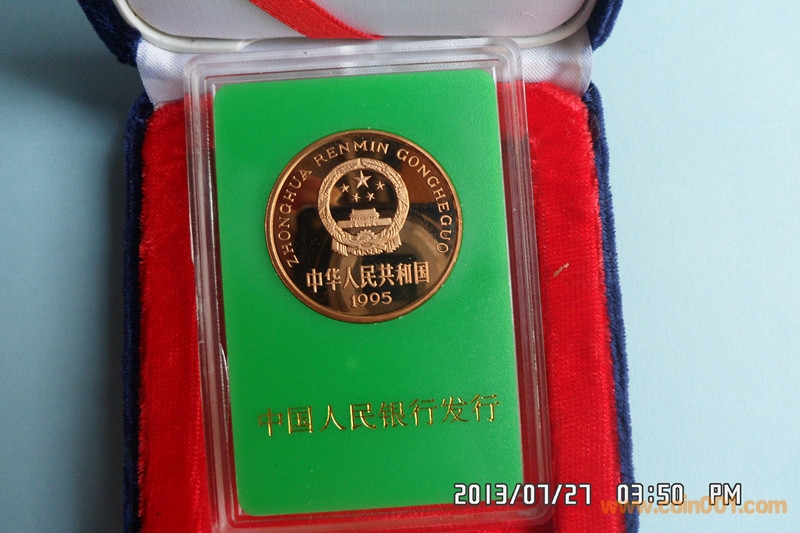 ZHONGHUA RENMIN GONGHEGUO
中华人民共和国
1995
中国人民银行发行
2013/07/27 03:50 PM
www.coin001.com